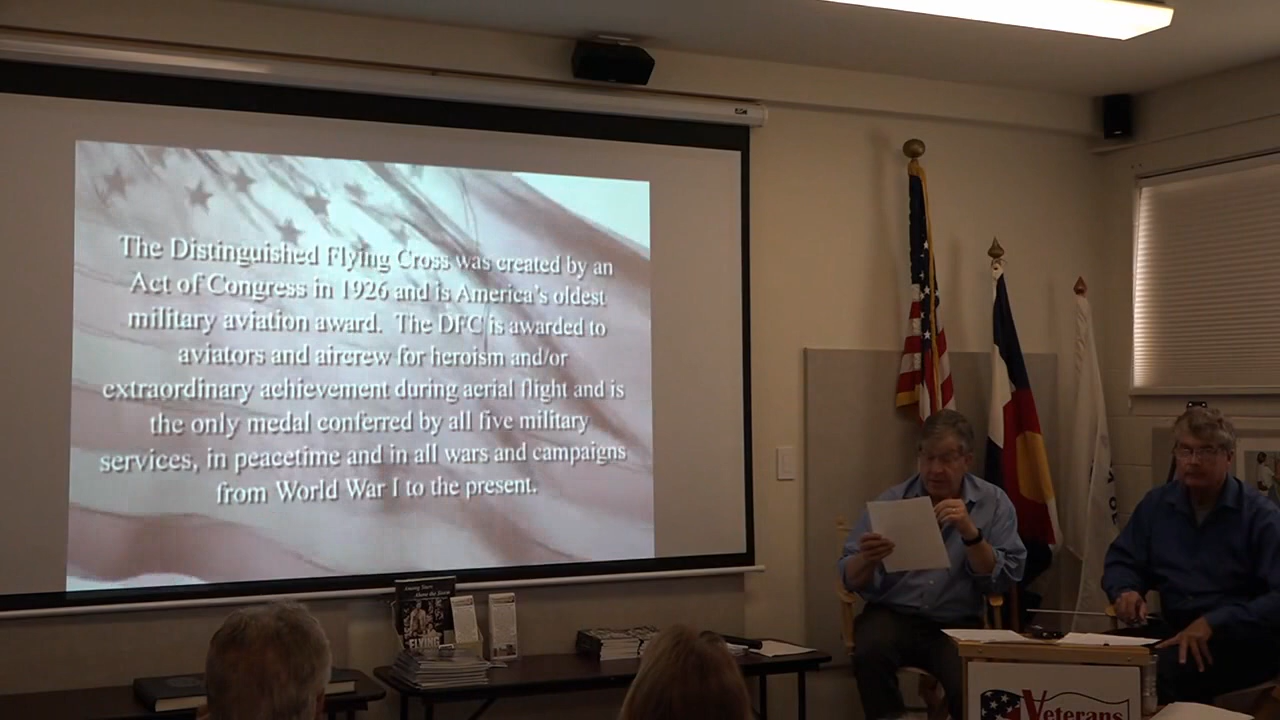 The Distinguished Flying Cross was created by an
Act of Congress in 1926 and is America's oldest
military aviation award. The DFC is awarded to
aviators and aircrew for heroism and/or
extraordinary achievement during aerial flight and is
the only medal conferred by all five military
services, in peacetime and in all wars and campaigns
from World War I to the present.
FLYING
Veterans